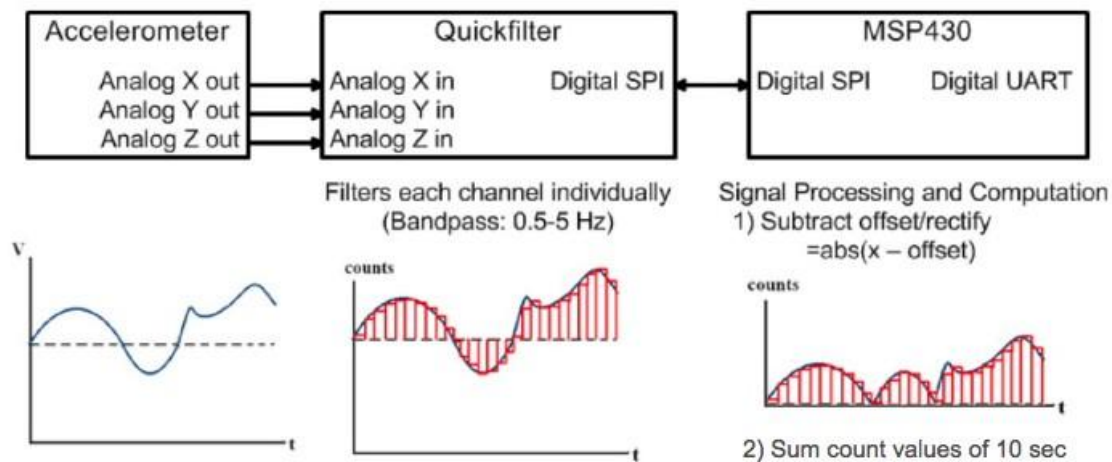 Accelerometer
Analog X out
Analog Y out
Analog Z out
Quickfilter
Analog X in
Analog Y in
Analog Z in
Digital SPI
MSP430
Digital SPI
Digital UART
Filters each channel individually
(Bandpass: 0.5-5 Hz)
Signal Processing and Computation
1) Subtract offset/rectify
=abs(x – offset)
V
t
counts
t
counts
t
2) Sum count values of 10 sec